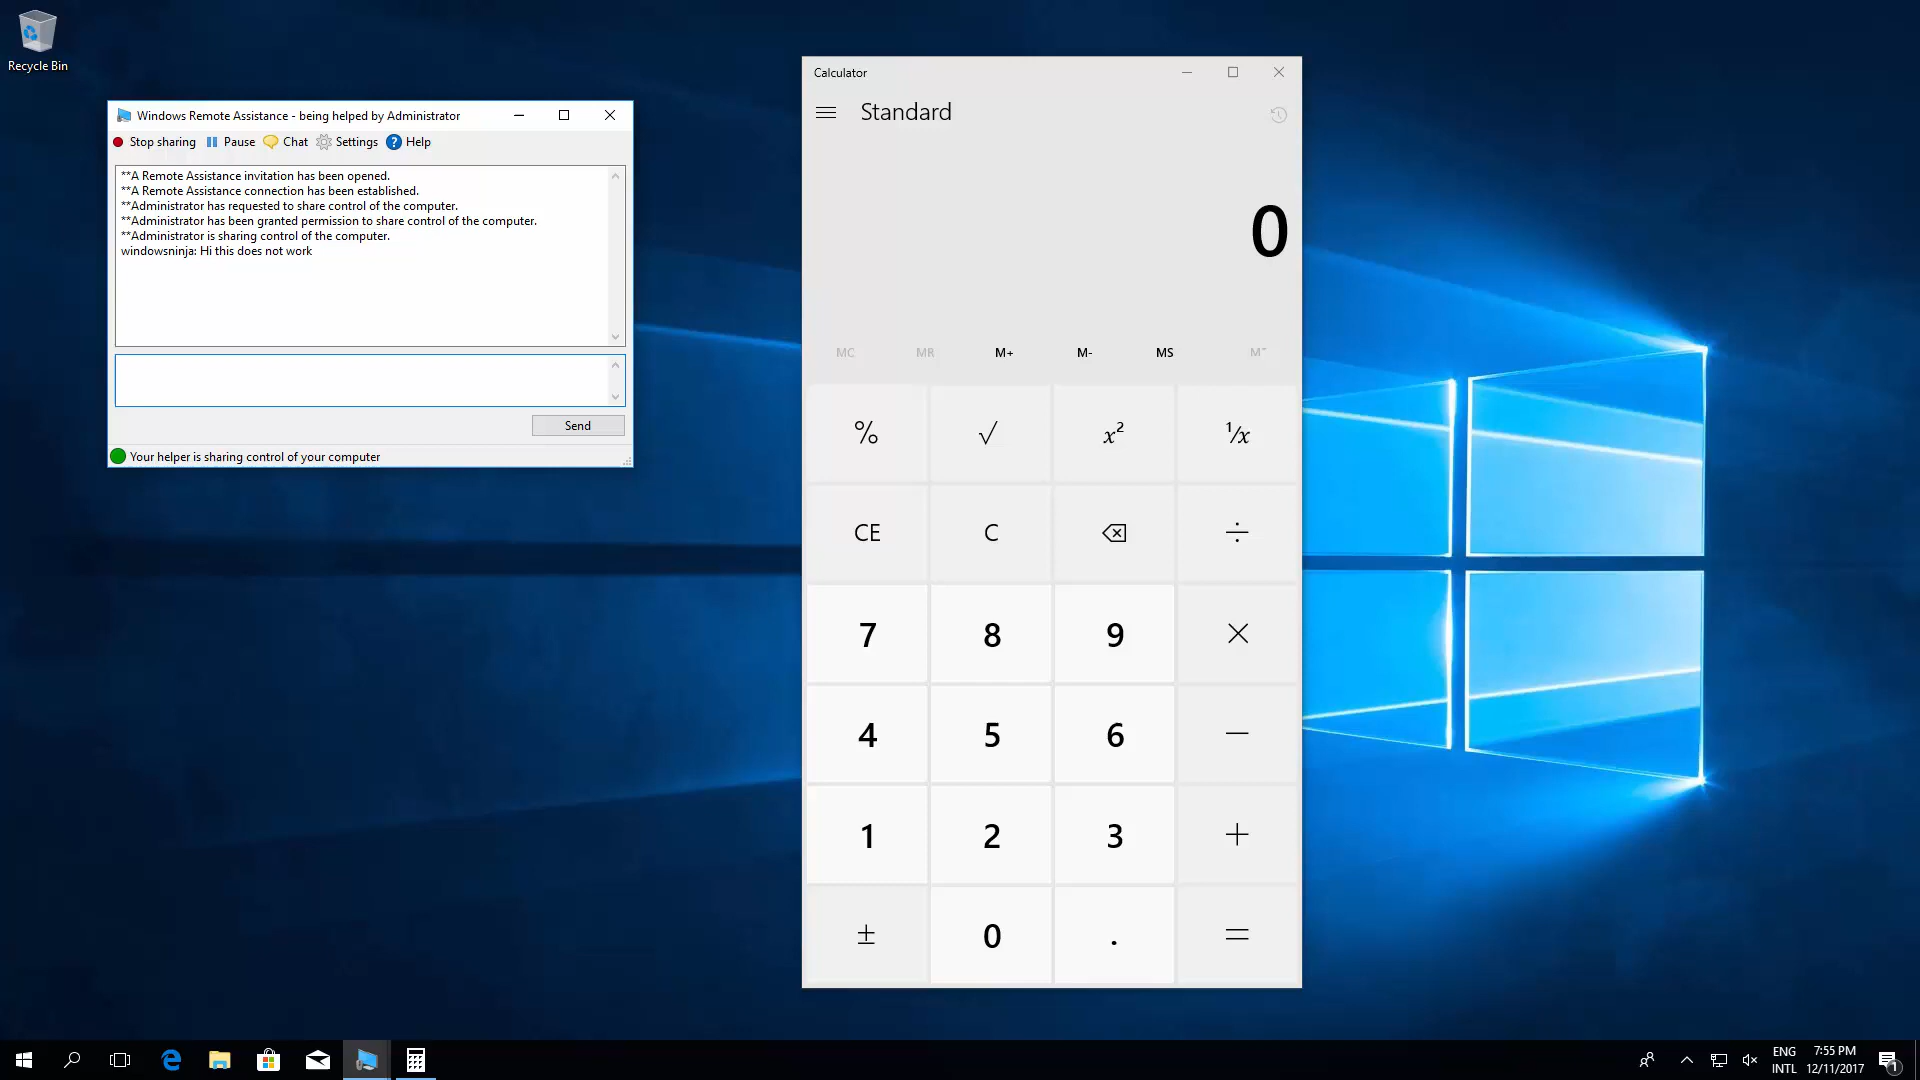 Recycle Bin
Windows Remote Assistance - being helped by Administrator
Stop sharing Pause Chat Settings Help
**A Remote Assistance invitation has been opened.
**A Remote Assistance connection has been established.
**Administrator has requested to share control of the computer.
**Administrator has been granted permission to share control of the computer.
**Administrator is sharing control of the computer.
windowsninja: Hi this does not work
Send
Your helper is sharing control of your computer
Calculator
Standard
0
MC MR M+ M- MS M˅
% √ x² ¹/x
CE C ÷
7 8 9 ×
4 5 6 −
1 2 3 +
± 0 . =
ENG 7:55 PM
INTL 12/11/2017
1